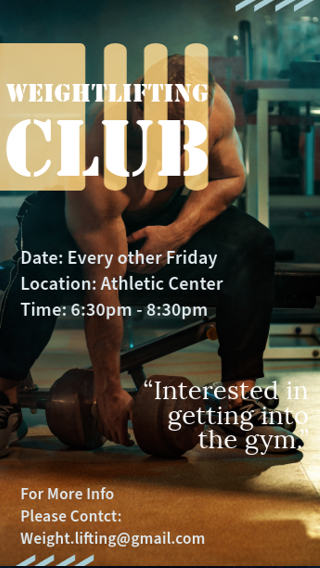 WEIGHTLIFTING
CLUB
Date: Every other Friday
Location: Athletic Center
Time: 6:30pm - 8:30pm
“Interested in
getting into
the gym.”
For More Info
Please Contct:
Weight.lifting@gmail.com